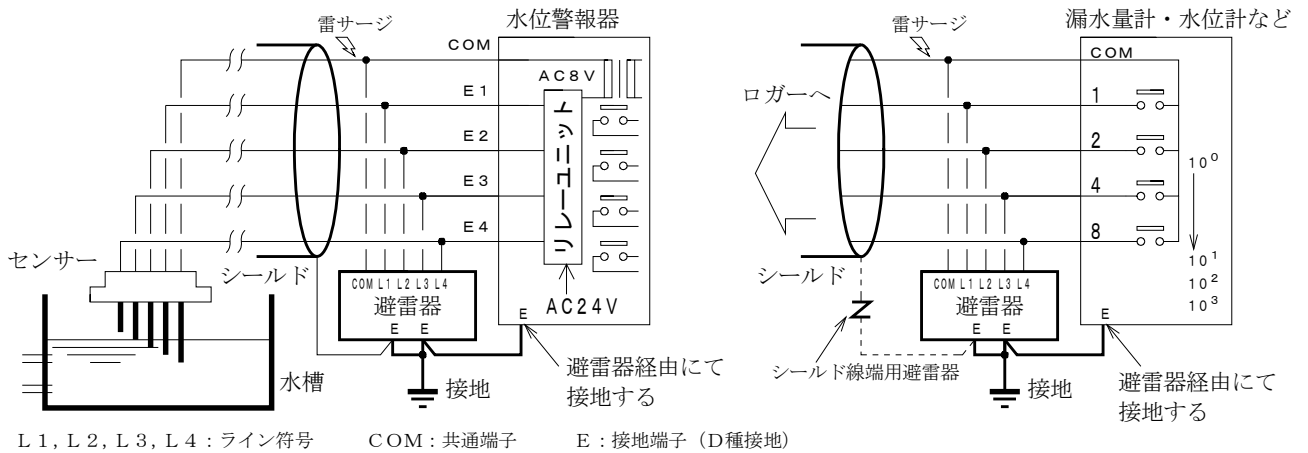 水位警報器
雷サージ
COM
AC8V
E1
E2
E3
E4
リレーユニット
センサー
シールド
COM L1 L2 L3 L4
避雷器
E E
AC24V
E
水槽
接地
避雷器経由にて
接地する
漏水量計・水位計など
雷サージ
COM
ロガーへ
1
2
4
8
10⁰
10¹
10²
10³
シールド
COM L1 L2 L3 L4
避雷器
E E
E
シールド線端用避雷器
接地
避雷器経由にて
接地する
L1, L2, L3, L4：ライン符号 COM：共通端子 E：接地端子（D種接地）